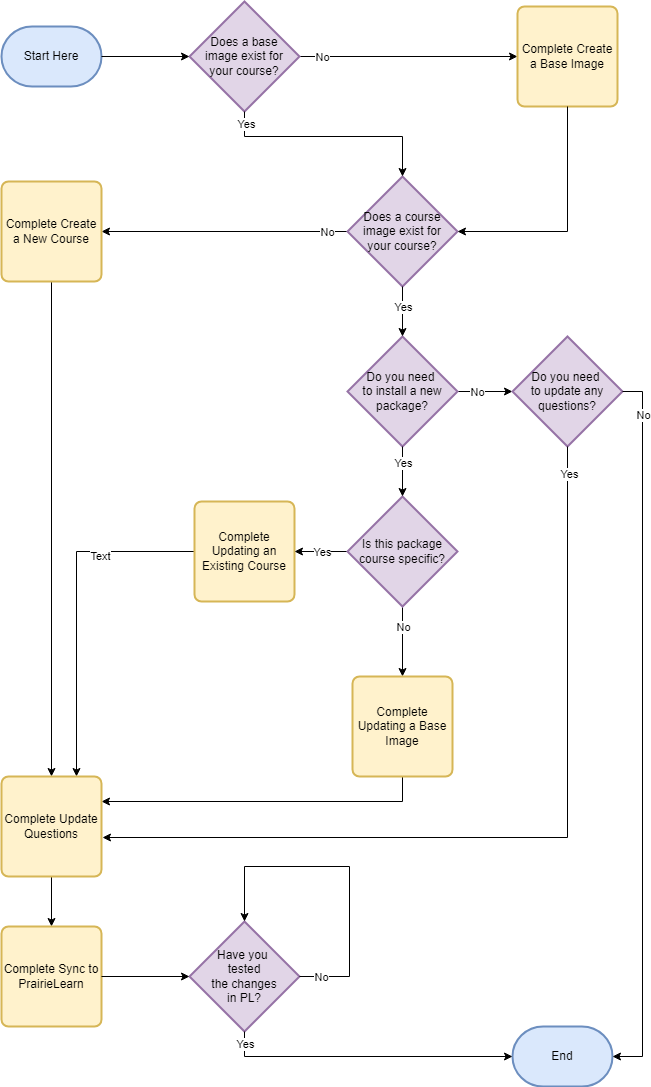 Start Here
Does a base
image exist for
your course?
No
Complete Create
a Base Image
Yes
Complete Create
a New Course
No
Does a course
image exist for
your course?
Yes
Do you need
to install a new
package?
No
Do you need
to update any
questions?
No
Yes
Yes
Complete
Updating an
Existing Course
Yes
Is this package
course specific?
Text
No
Complete
Updating a Base
Image
Complete Update
Questions
Complete Sync to
PrairieLearn
Have you
tested
the changes
in PL?
No
Yes
End